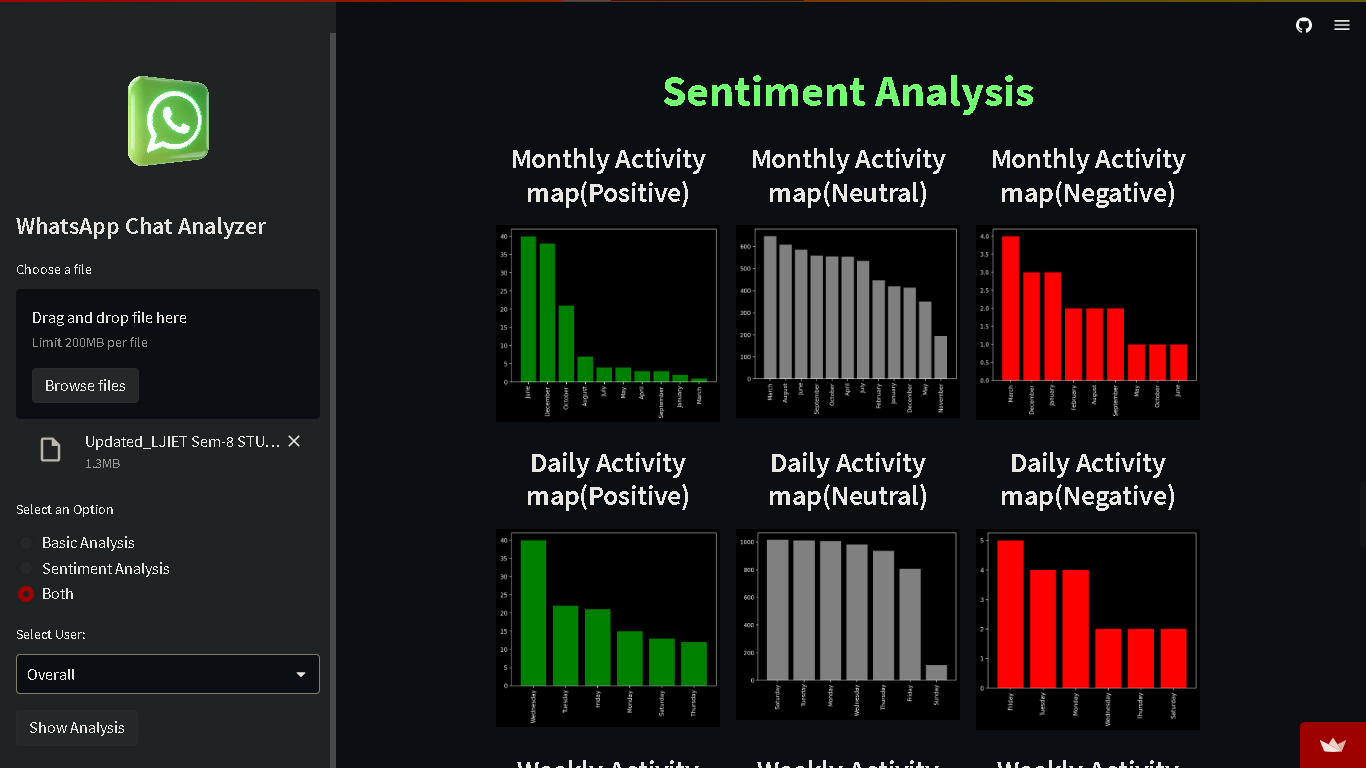 WhatsApp Chat Analyzer
Choose a file
Drag and drop file here
Limit 200MB per file
Browse files
Updated_LJIET Sem-8 STU...
1.3MB
Select an Option
Basic Analysis
Sentiment Analysis
Both
Select User:
Overall
Show Analysis
Sentiment Analysis
Monthly Activity
map(Positive)
40
35
30
25
20
15
10
5
0
June
December
October
August
July
May
April
September
January
March
Monthly Activity
map(Neutral)
600
500
400
300
200
100
0
March
August
June
September
October
April
July
February
January
December
May
November
Monthly Activity
map(Negative)
4.0
3.5
3.0
2.5
2.0
1.5
1.0
0.5
0.0
March
December
January
February
August
September
May
October
June
Daily Activity
map(Positive)
40
35
30
25
20
15
10
5
0
Wednesday
Tuesday
Friday
Monday
Saturday
Thursday
Daily Activity
map(Neutral)
1000
800
600
400
200
0
Saturday
Tuesday
Monday
Wednesday
Thursday
Friday
Sunday
Daily Activity
map(Negative)
5
4
3
2
1
0
Friday
Tuesday
Monday
Wednesday
Thursday
Saturday
Weekly Activity
Weekly Activity
Weekly Activity